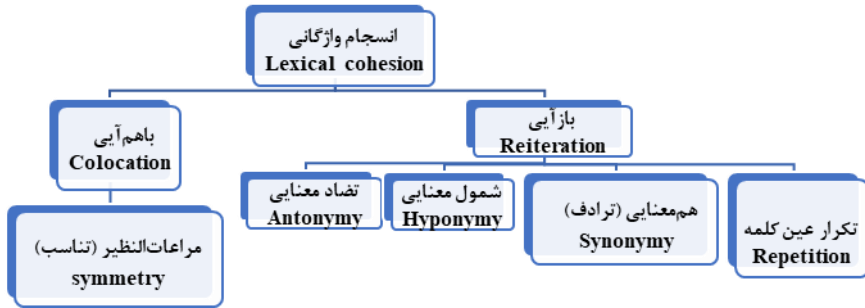 انسجام واژگانی
Lexical cohesion
بازآیی
Reiteration
باهم‌آیی
Colocation
تکرار عین کلمه
Repetition
هم‌معنایی (ترادف)
Synonymy
شمول معنایی
Hyponymy
تضاد معنایی
Antonymy
مراعات‌النظیر (تناسب)
symmetry